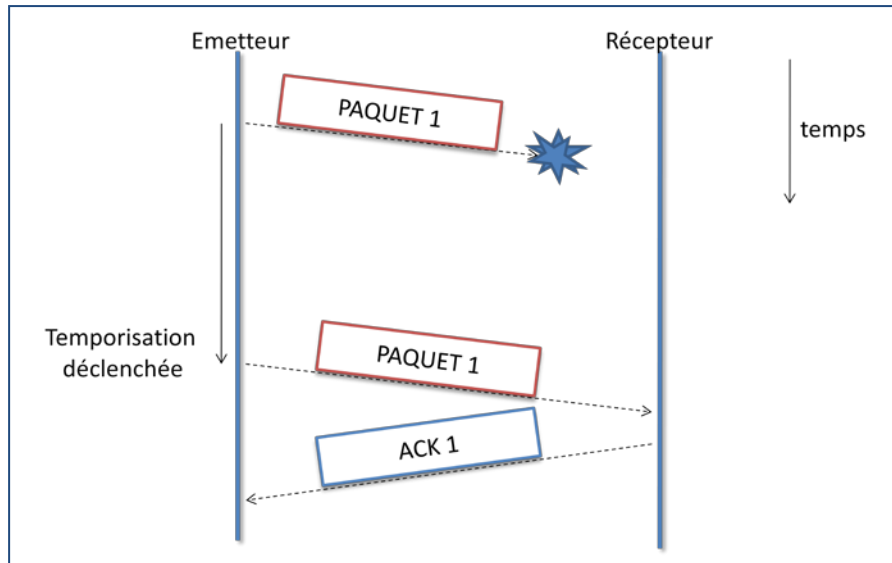 Emetteur
Récepteur
PAQUET 1
temps
Temporisation
déclenchée
PAQUET 1
ACK 1